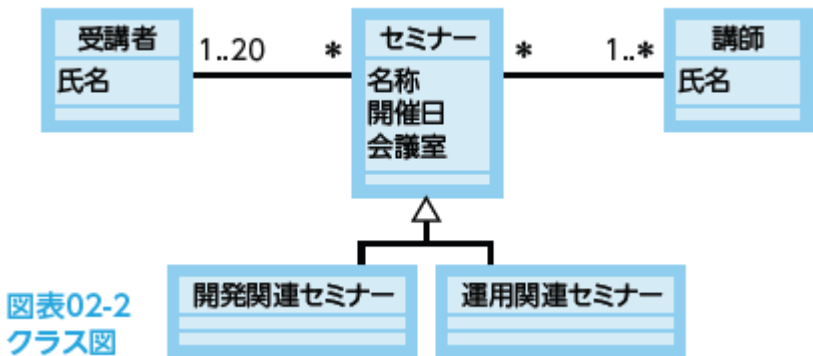 受講者
氏名
1..20
*
セミナー
名称
開催日
会議室
*
1..*
講師
氏名
開発関連セミナー
運用関連セミナー
図表02-2
クラス図